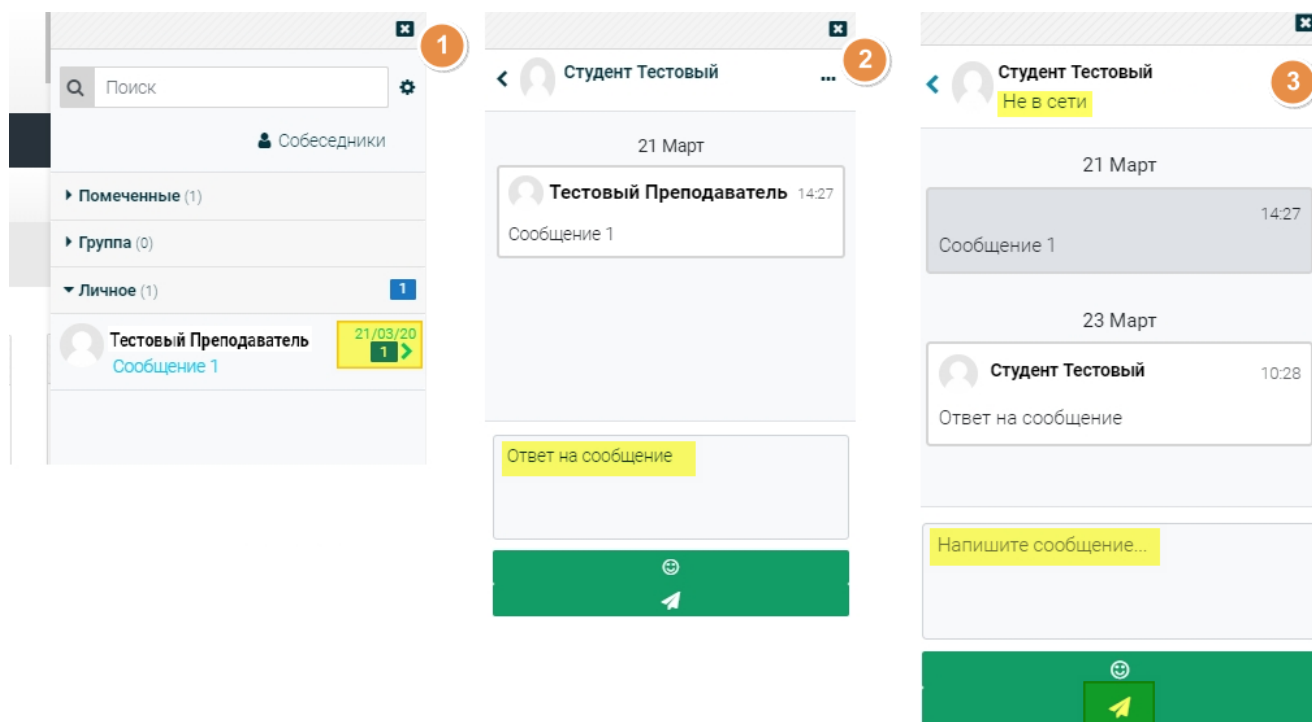 1
Поиск
Собеседники
Помеченные (1)
Группа (0)
Личное (1) 1
Тестовый Преподаватель 21/03/20
Сообщение 1 1
2
Студент Тестовый
21 Март
Тестовый Преподаватель 14:27
Сообщение 1
Ответ на сообщение
3
Студент Тестовый
Не в сети
21 Март
14:27
Сообщение 1
23 Март
Студент Тестовый 10:28
Ответ на сообщение
Напишите сообщение...